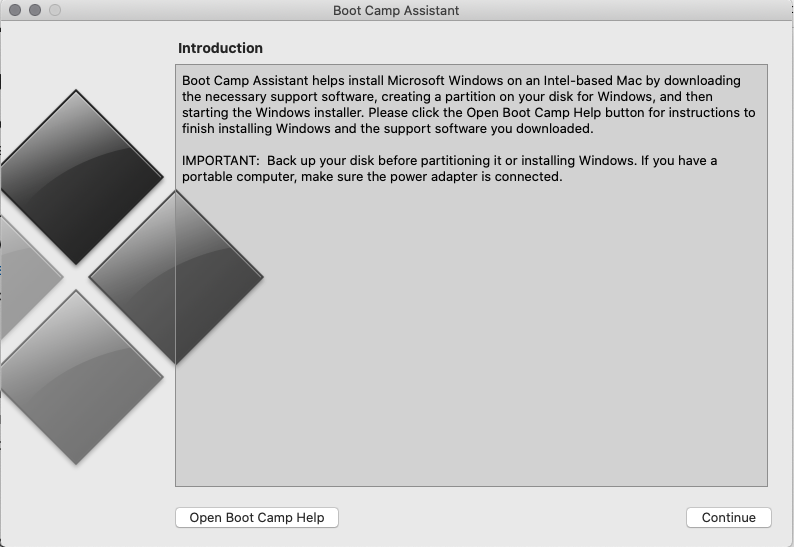 Boot Camp Assistant
Introduction
Boot Camp Assistant helps install Microsoft Windows on an Intel-based Mac by downloading
the necessary support software, creating a partition on your disk for Windows, and then
starting the Windows installer. Please click the Open Boot Camp Help button for instructions to
finish installing Windows and the support software you downloaded.
IMPORTANT:  Back up your disk before partitioning it or installing Windows. If you have a
portable computer, make sure the power adapter is connected.
Open Boot Camp Help
Continue